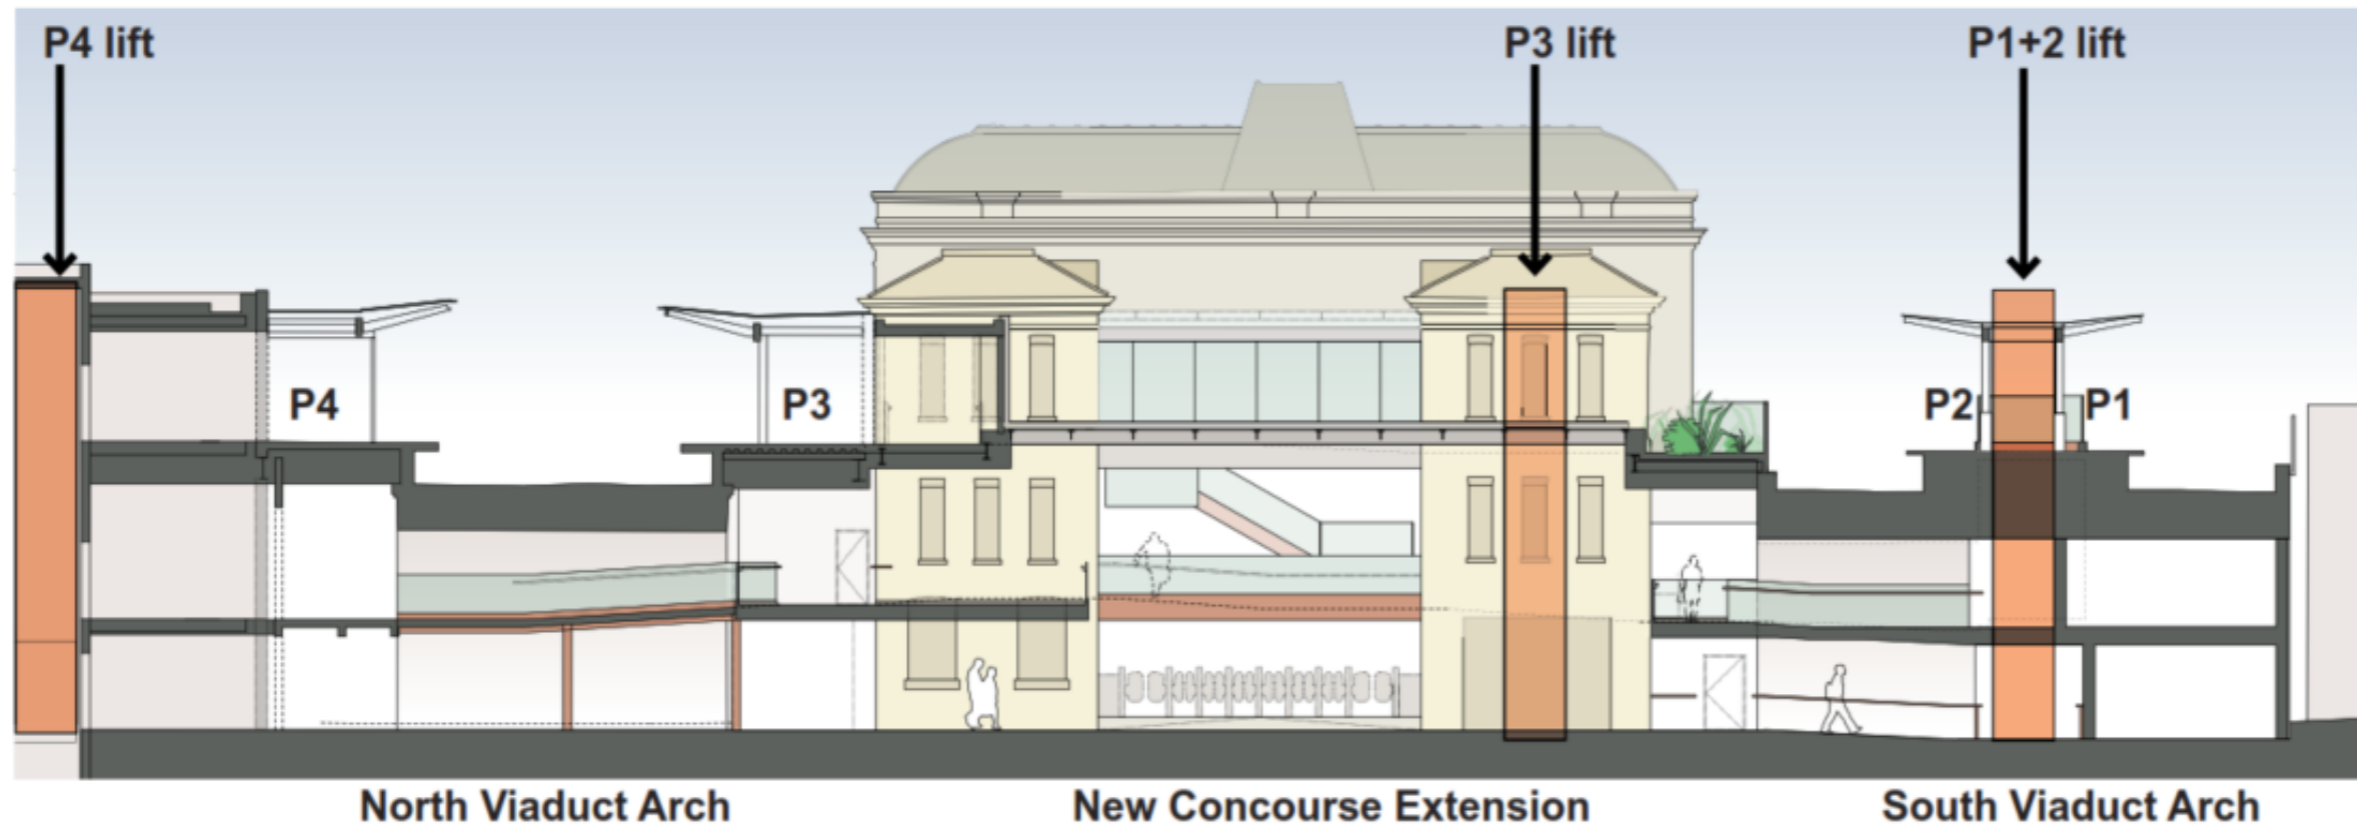 P4 lift
P3 lift
P1+2 lift
P4
P3
P2
P1
North Viaduct Arch
New Concourse Extension
South Viaduct Arch